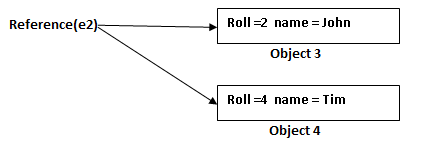 Reference(e2)
Roll =2  name = John
Object 3
Roll =4  name = Tim
Object 4